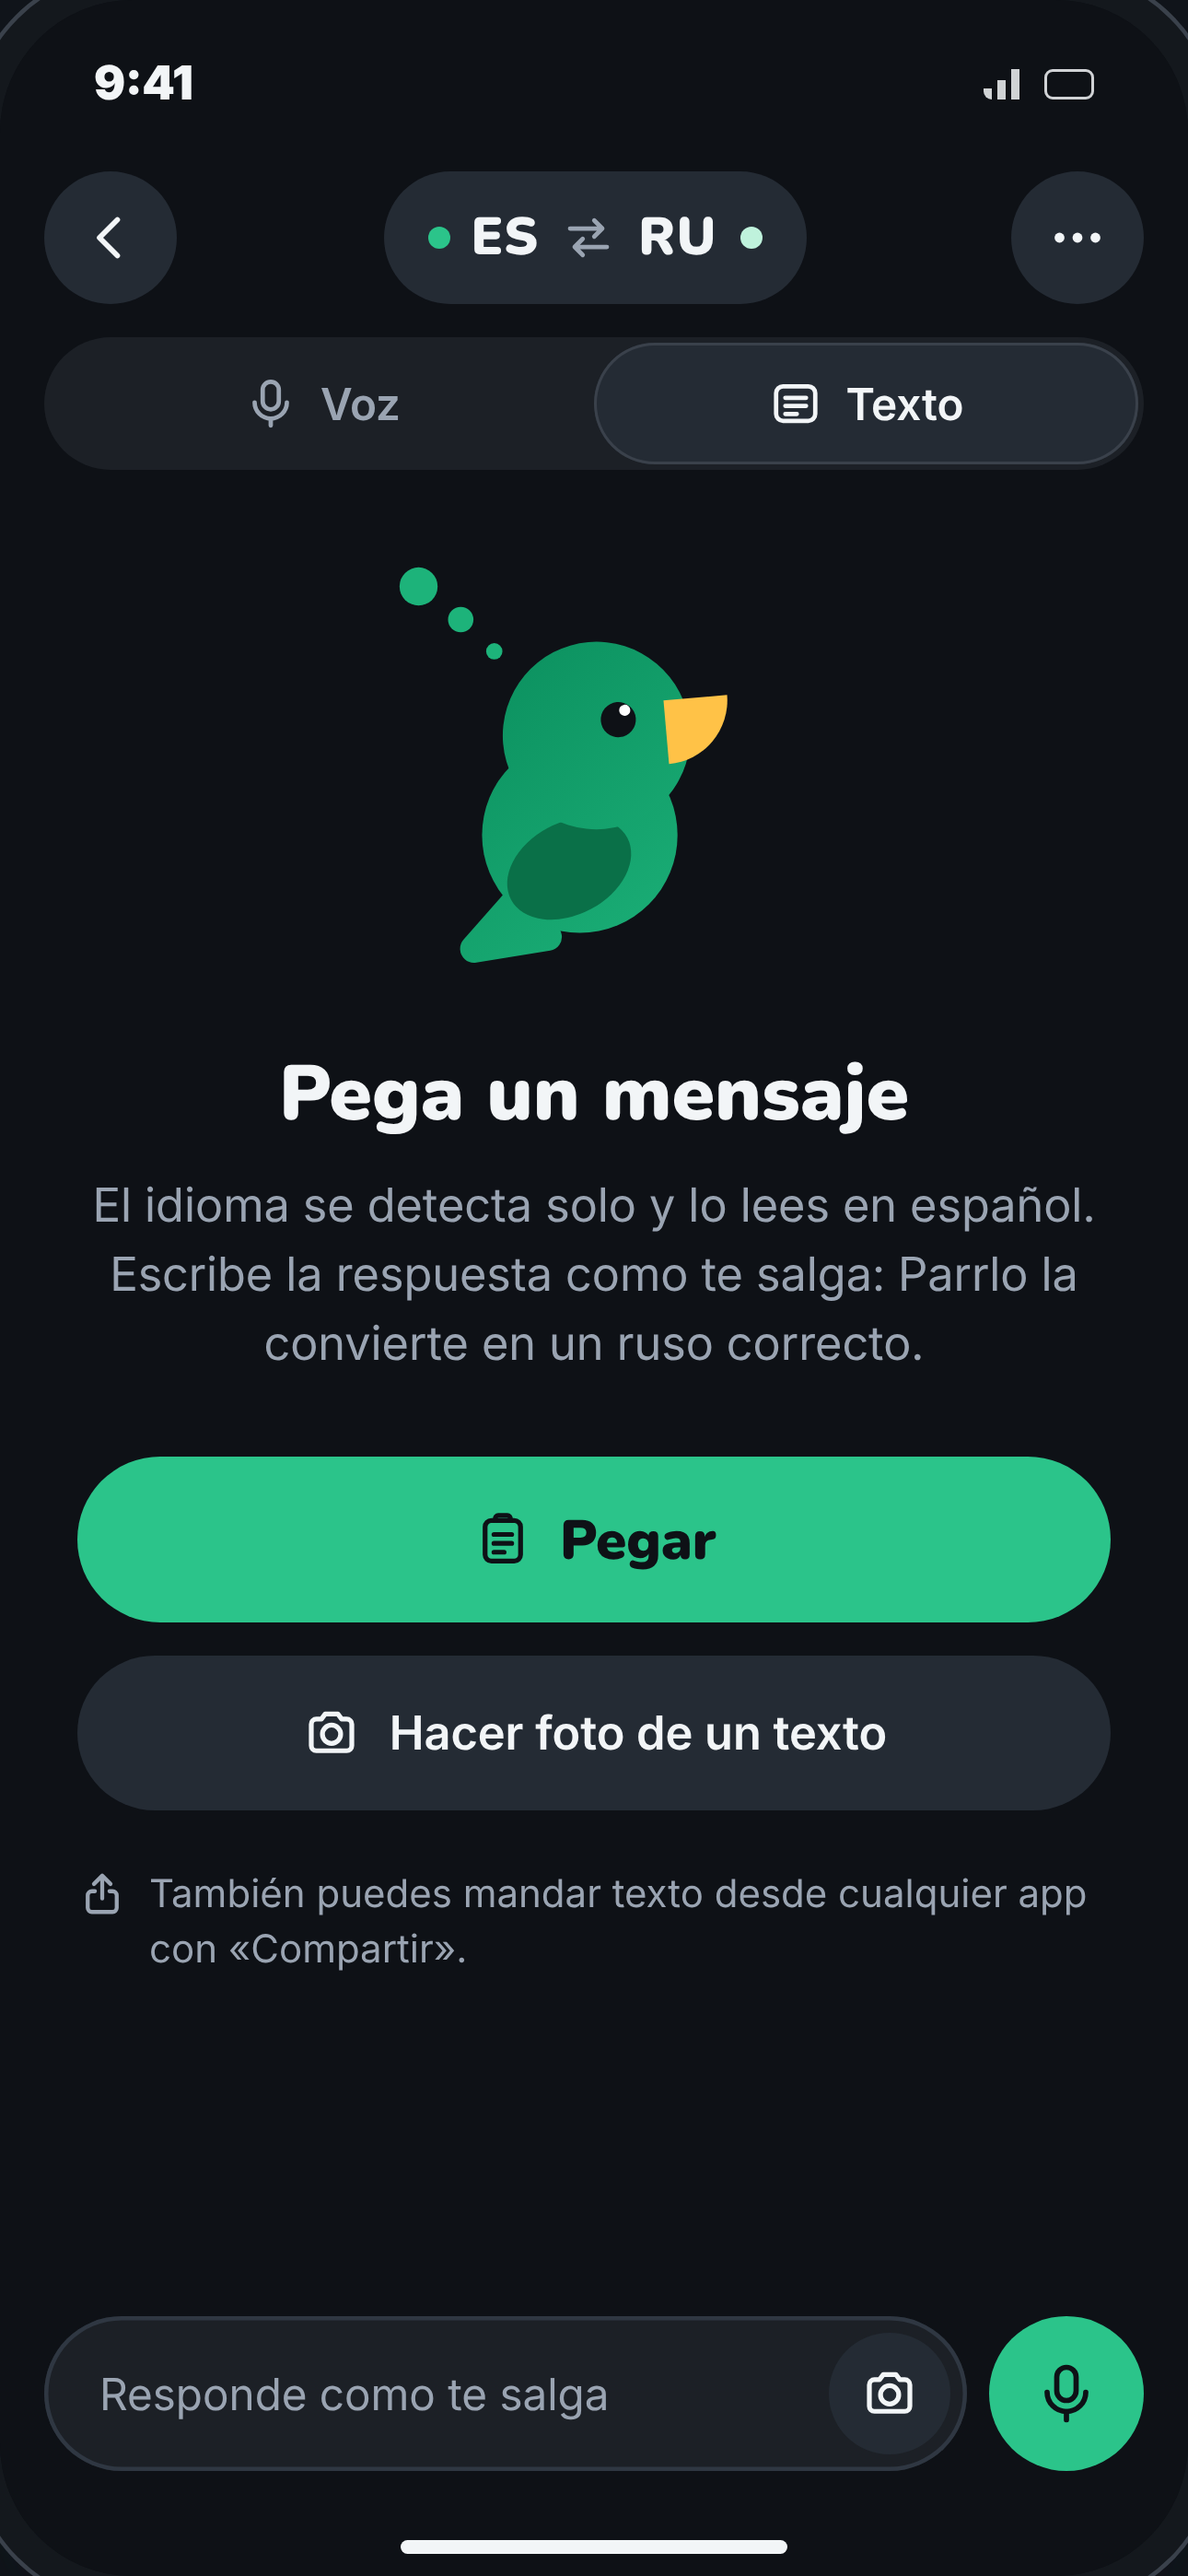 9:41
ES RU
Voz
Texto
Pega un mensaje
El idioma se detecta solo y lo lees en español.
Escribe la respuesta como te salga: Parrlo la
convierte en un ruso correcto.
Pegar
Hacer foto de un texto
También puedes mandar texto desde cualquier app
con «Compartir».
Responde como te salga